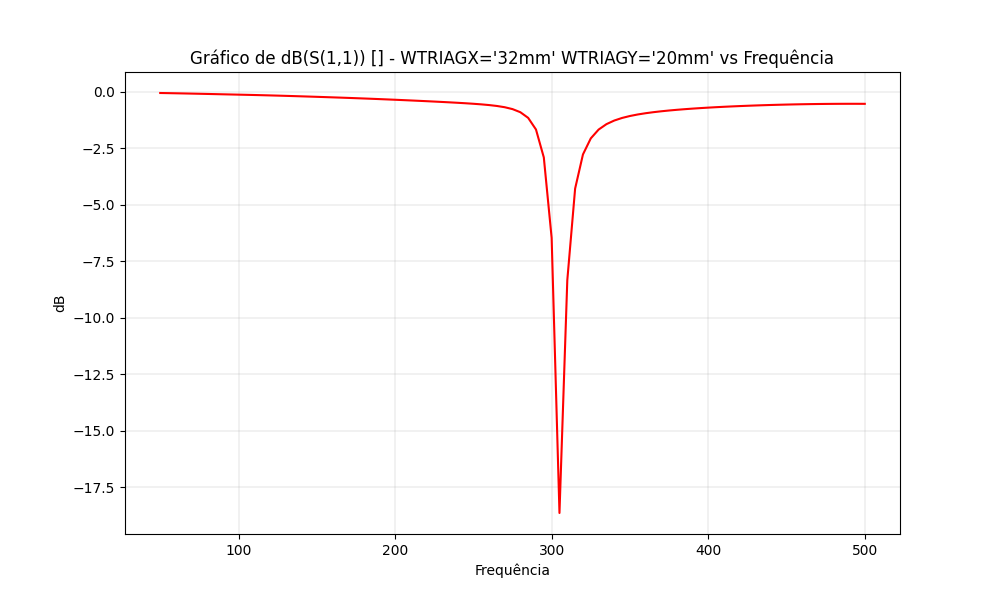 Gráfico de dB(S(1,1)) [] - WTRIAGX='32mm' WTRIAGY='20mm' vs Frequência
0.0
−2.5
−5.0
−7.5
−10.0
−12.5
−15.0
−17.5
dB
100 200 300 400 500
Frequência